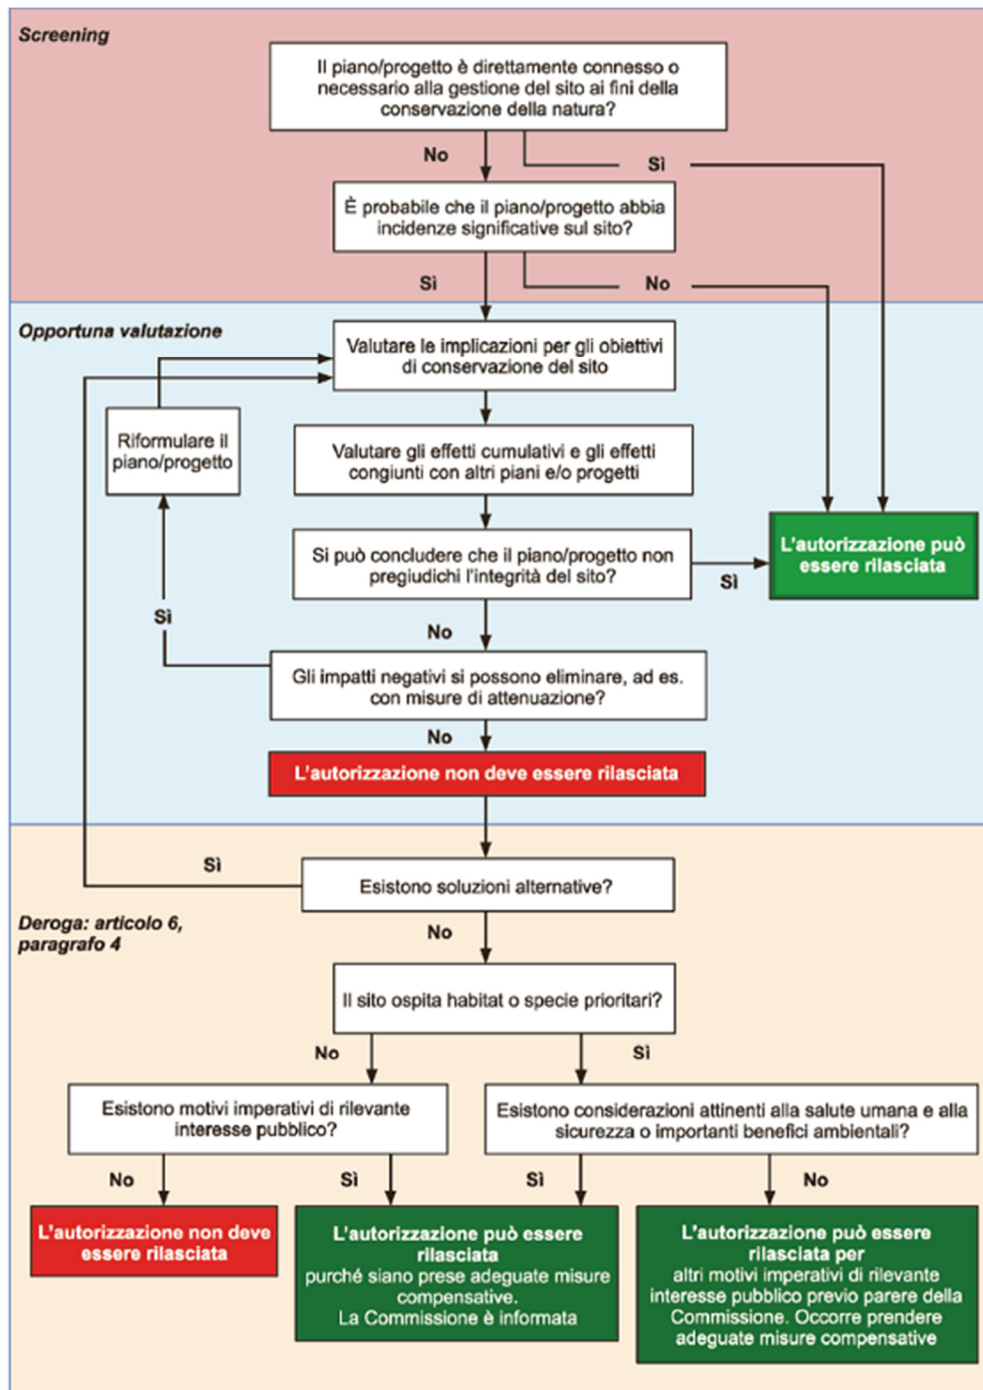 Screening
Il piano/progetto è direttamente connesso o
necessario alla gestione del sito ai fini della
conservazione della natura?
No
Sì
È probabile che il piano/progetto abbia
incidenze significative sul sito?
Sì
No
Opportuna valutazione
Valutare le implicazioni per gli obiettivi
di conservazione del sito
Riformulare il
piano/progetto
Valutare gli effetti cumulativi e gli effetti
congiunti con altri piani e/o progetti
Si può concludere che il piano/progetto non
pregiudichi l'integrità del sito?
Sì
L'autorizzazione può
essere rilasciata
Sì
No
Gli impatti negativi si possono eliminare, ad es.
con misure di attenuazione?
No
L'autorizzazione non deve essere rilasciata
Sì
Esistono soluzioni alternative?
Deroga: articolo 6,
paragrafo 4
No
Il sito ospita habitat o specie prioritari?
No
Sì
Esistono motivi imperativi di rilevante
interesse pubblico?
Esistono considerazioni attinenti alla salute umana e alla
sicurezza o importanti benefici ambientali?
No
Sì
Sì
No
L'autorizzazione non deve
essere rilasciata
L'autorizzazione può essere
rilasciata
purché siano prese adeguate misure
compensative.
La Commissione è informata
L'autorizzazione può essere
rilasciata per
altri motivi imperativi di rilevante
interesse pubblico previo parere della
Commissione. Occorre prendere
adeguate misure compensative